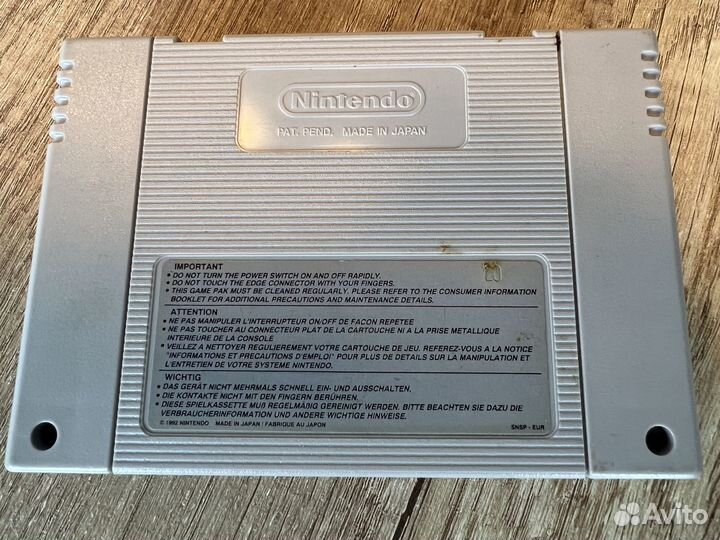 Nintendo
PAT. PEND. MADE IN JAPAN
IMPORTANT
• DO NOT TURN THE POWER SWITCH ON AND OFF RAPIDLY.
• DO NOT TOUCH THE EDGE CONNECTOR WITH YOUR FINGERS.
• THIS GAME PAK MUST BE CLEANED REGULARLY. PLEASE REFER TO THE CONSUMER INFORMATION
BOOKLET FOR ADDITIONAL PRECAUTIONS AND MAINTENANCE DETAILS.
ATTENTION
• NE PAS MANIPULER L'INTERRUPTEUR ON/OFF DE FACON REPETEE
• NE PAS TOUCHER AU CONNECTEUR PLAT DE LA CARTOUCHE NI A LA PRISE METALLIQUE
INTERIEURE DE LA CONSOLE
• VEILLEZ A NETTOYER REGULIEREMENT VOTRE CARTOUCHE DE JEU. REFEREZ-VOUS A LA NOTICE
"INFORMATIONS ET PRECAUTIONS D'EMPLOI" POUR PLUS DE DETAILS SUR LA MANIPULATION ET
L'ENTRETIEN DE VOTRE SYSTEME NINTENDO.
WICHTIG
• DAS GERÄT NICHT MEHRMALS SCHNELL EIN- UND AUSSCHALTEN,
• DIE KONTAKTE NICHT MIT DEN FINGERN BERÜHREN.
• DIESE SPIELKASSETTE MUß REGELMÄßIG GEREINIGT WERDEN. BITTE BEACHTEN SIE DAZU DIE
VERBRAUCHERINFORMATION UND ANDERE WICHTIGE HINWEISE.
© 1992 NINTENDO MADE IN JAPAN / FABRIQUE AU JAPON
SNSP - EUR
Avito